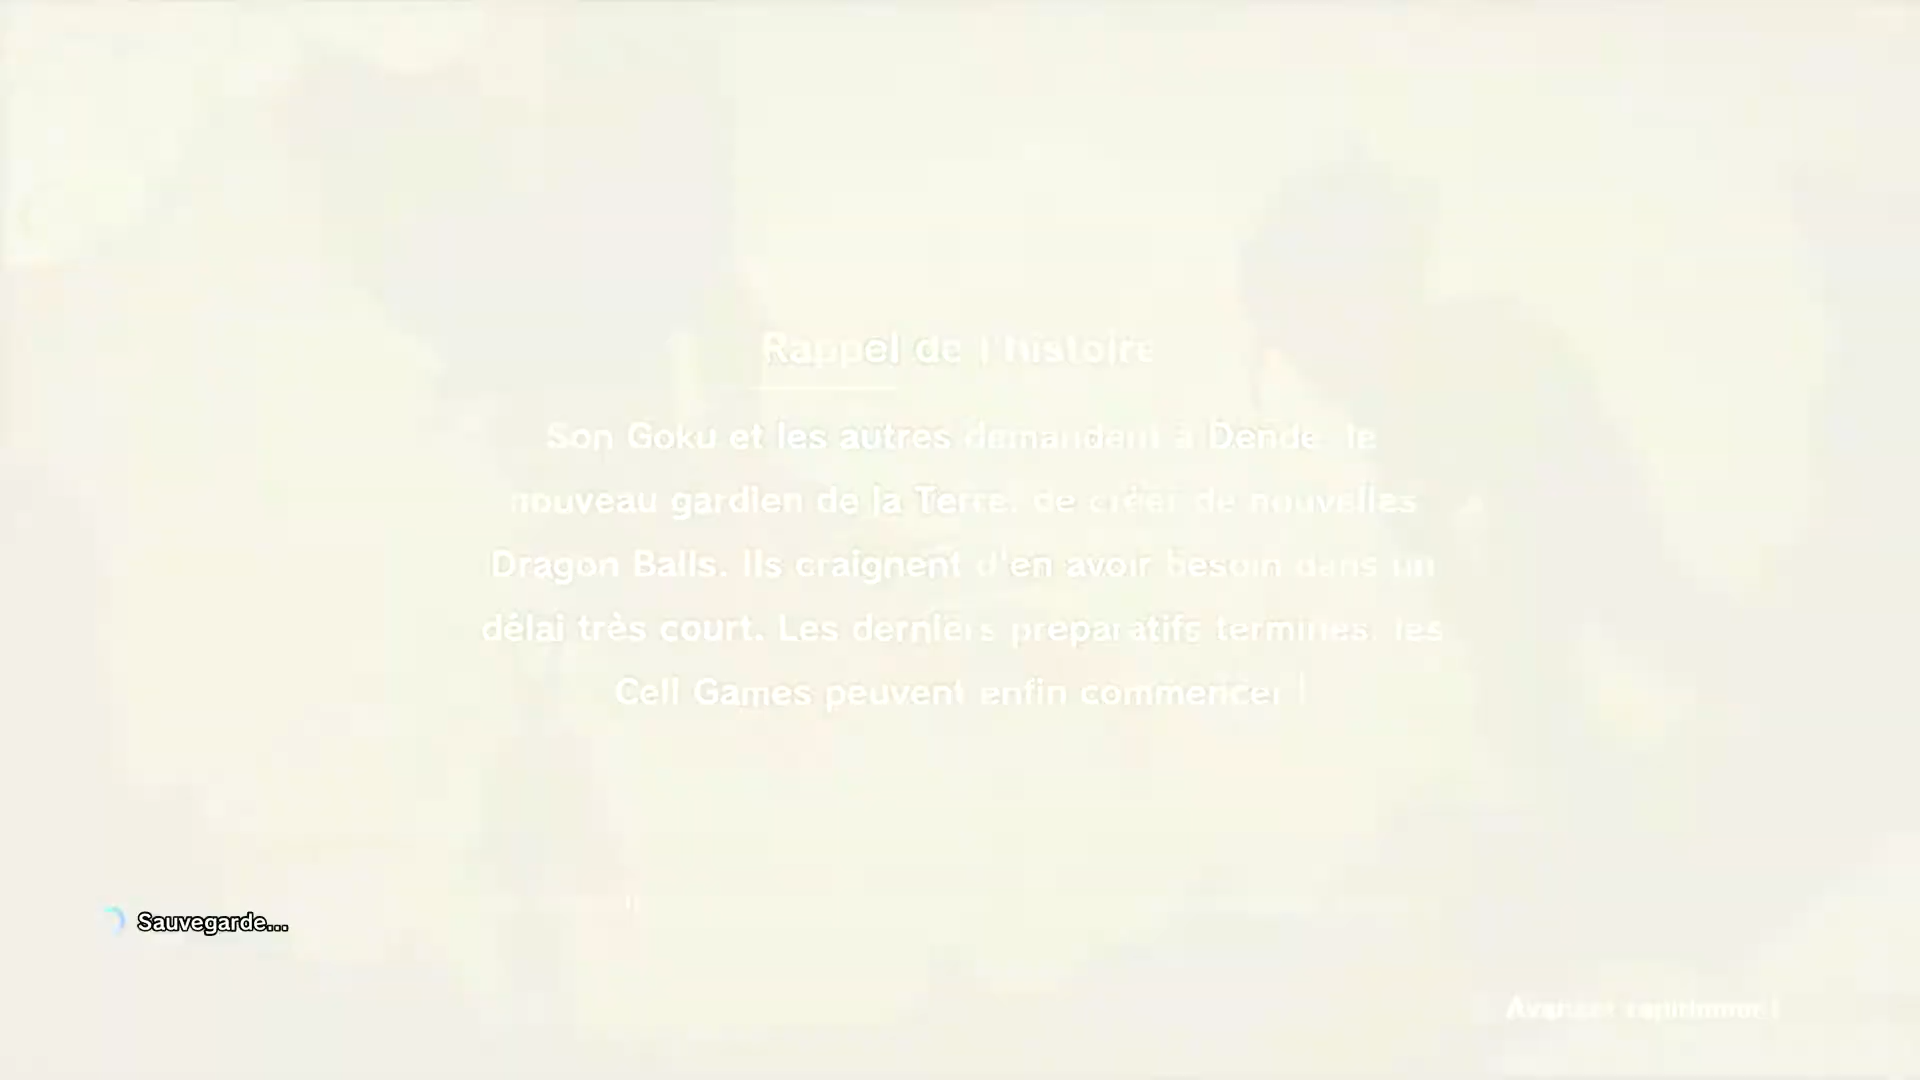 Rappel de l'histoire
Son Goku et les autres demandent à Dende, le
nouveau gardien de la Terre, de créer de nouvelles
Dragon Balls. Ils craignent d'en avoir besoin dans un
délai très court. Les derniers préparatifs terminés, les
Cell Games peuvent enfin commencer !
Sauvegarde...
Avancer rapidement